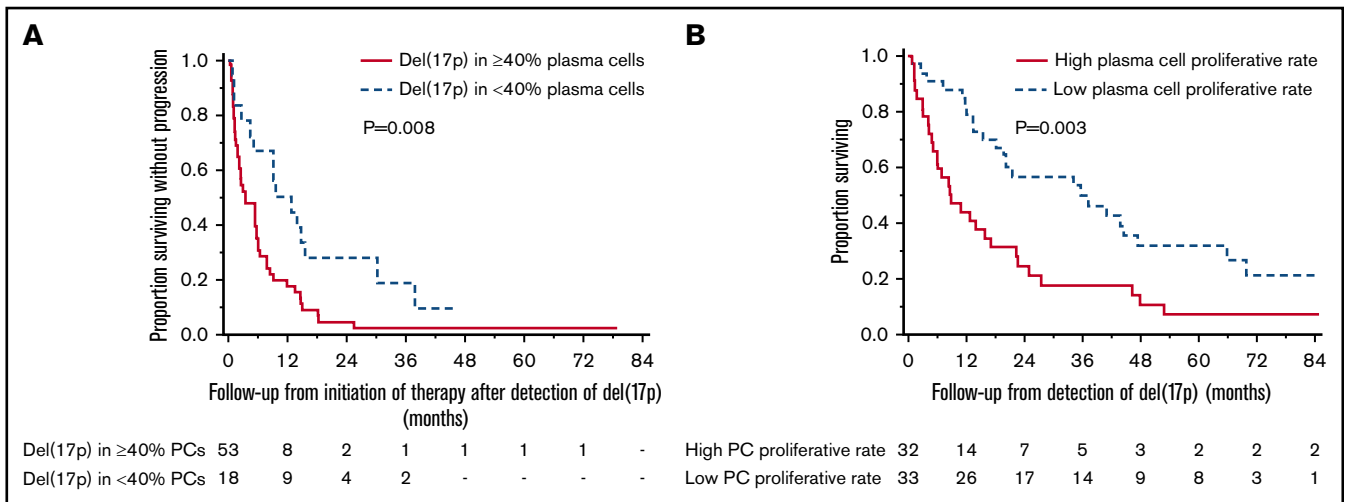 A
Proportion surviving without progression
1.0
0.8
0.6
0.4
0.2
0.0
Del(17p) in ≥40% plasma cells
Del(17p) in <40% plasma cells
P=0.008
0 12 24 36 48 60 72 84
Follow-up from initiation of therapy after detection of del(17p)
(months)
Del(17p) in ≥40% PCs 53 8 2 1 1 1 1 -
Del(17p) in <40% PCs 18 9 4 2 - - - -
B
Proportion surviving
1.0
0.8
0.6
0.4
0.2
0.0
High plasma cell proliferative rate
Low plasma cell proliferative rate
P=0.003
0 12 24 36 48 60 72 84
Follow-up from detection of del(17p) (months)
High PC proliferative rate 32 14 7 5 3 2 2 2
Low PC proliferative rate 33 26 17 14 9 8 3 1